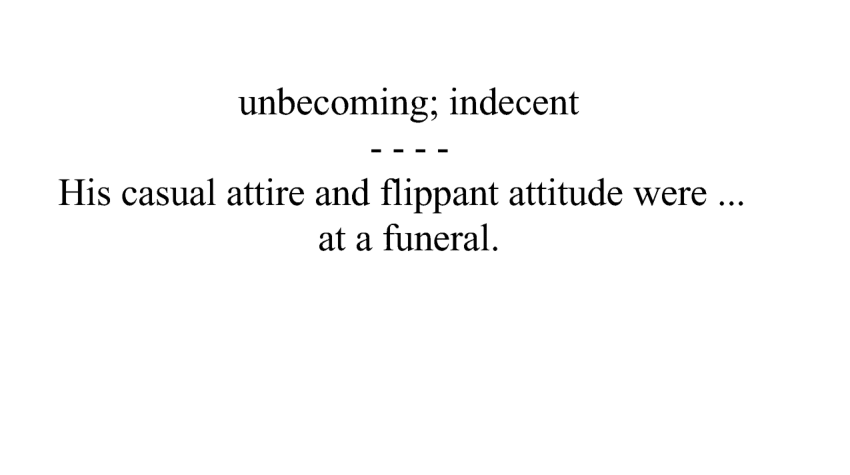 unbecoming; indecent
- - - -
His casual attire and flippant attitude were ...
at a funeral.